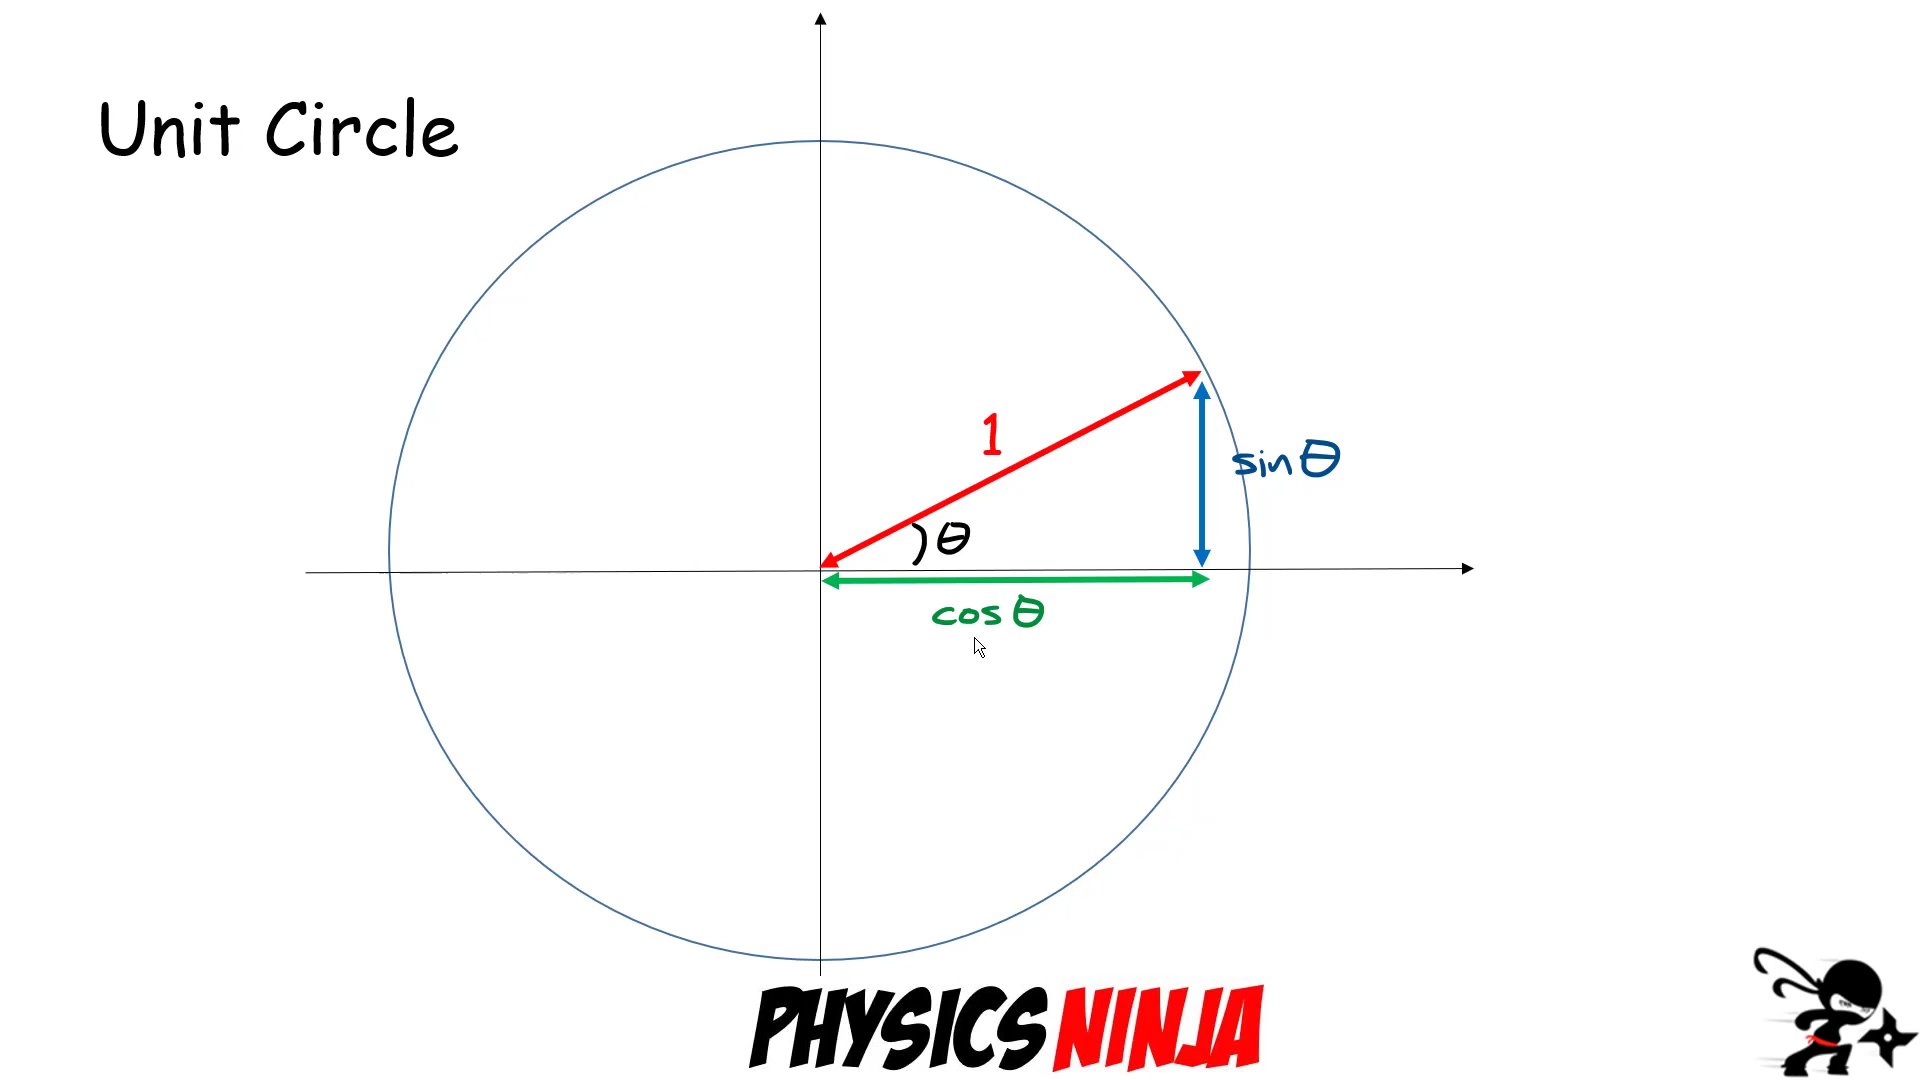 Unit Circle
1
sin θ
θ
cos θ
PHYSICS NINJA